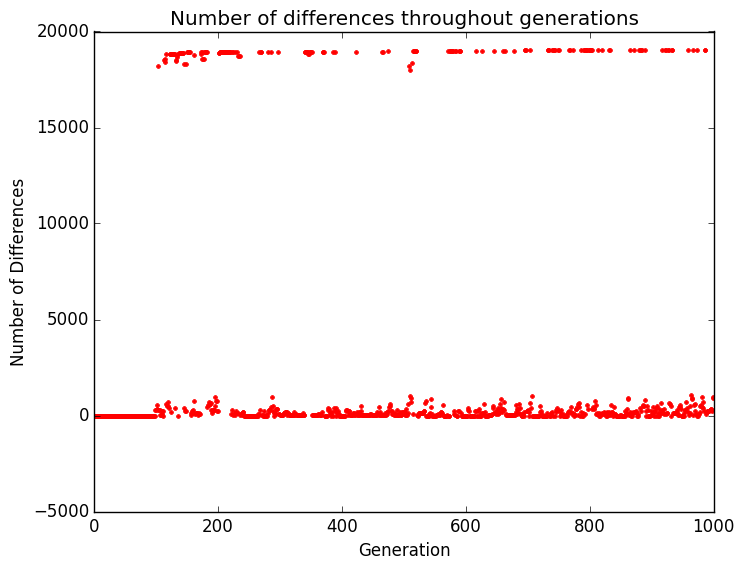 Number of differences throughout generations
20000
15000
10000
5000
0
−5000
Number of Differences
0 200 400 600 800 1000
Generation